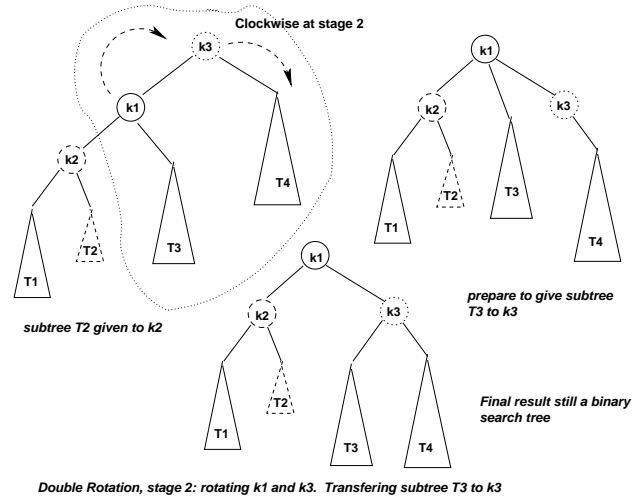 Clockwise at stage 2
k3
k1
k2
T4
T2
T3
T1
subtree T2 given to k2
k1
k2
k3
T1
T2
T3
T4
prepare to give subtree
T3 to k3
k1
k2
k3
T2
T1
T3
T4
Final result still a binary
search tree
Double Rotation, stage 2: rotating k1 and k3.  Transfering subtree T3 to k3